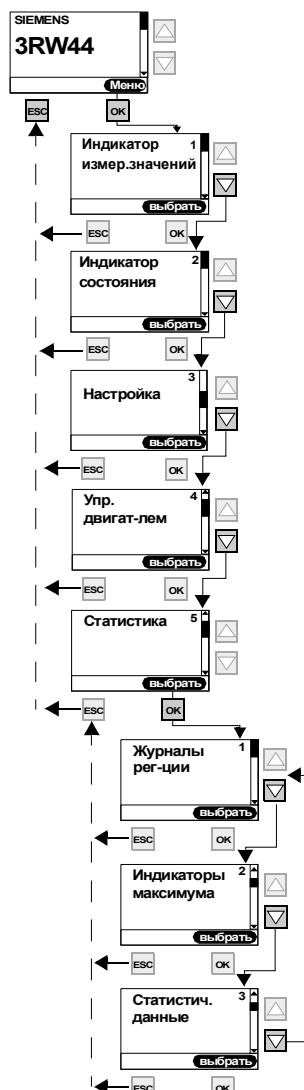 SIEMENS
3RW44
Меню
ESC OK
Индикатор 1
измер.значений
выбрать
ESC OK
Индикатор 2
состояния
выбрать
ESC OK
3
Настройка
выбрать
ESC OK
Упр. 4
двигат-лем
выбрать
ESC OK
Статистика 5
выбрать
ESC OK
Журналы 1
рег-ции
выбрать
ESC OK
Индикаторы 2
максимума
выбрать
ESC OK
Статистич. 3
данные
выбрать
ESC OK